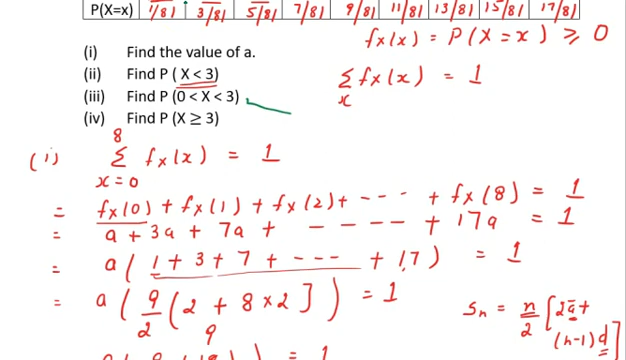 P(X=x) 1/81 3/81 5/81 7/81 9/81 11/81 13/81 15/81 17/81
fx(x) = P(X = x) ≥ 0
(i) Find the value of a.
(ii) Find P ( X < 3)
Σ fx(x) = 1
x
(iii) Find P (0 < X < 3)
(iv) Find P (X ≥ 3)
8
(i) Σ fx(x) = 1
x=0
= fx(0) + fx(1) + fx(2) + ---- + fx(8) = 1
= a + 3a + 7a + - - - - - + 17a = 1
= a ( 1 + 3 + 7 + --- + 17 ) = 1
= a ( 9/2 ( 2 + 8 × 2 ] ) = 1
Sn = n/2 [ 2a +
(n-1) d ]
9
= 1